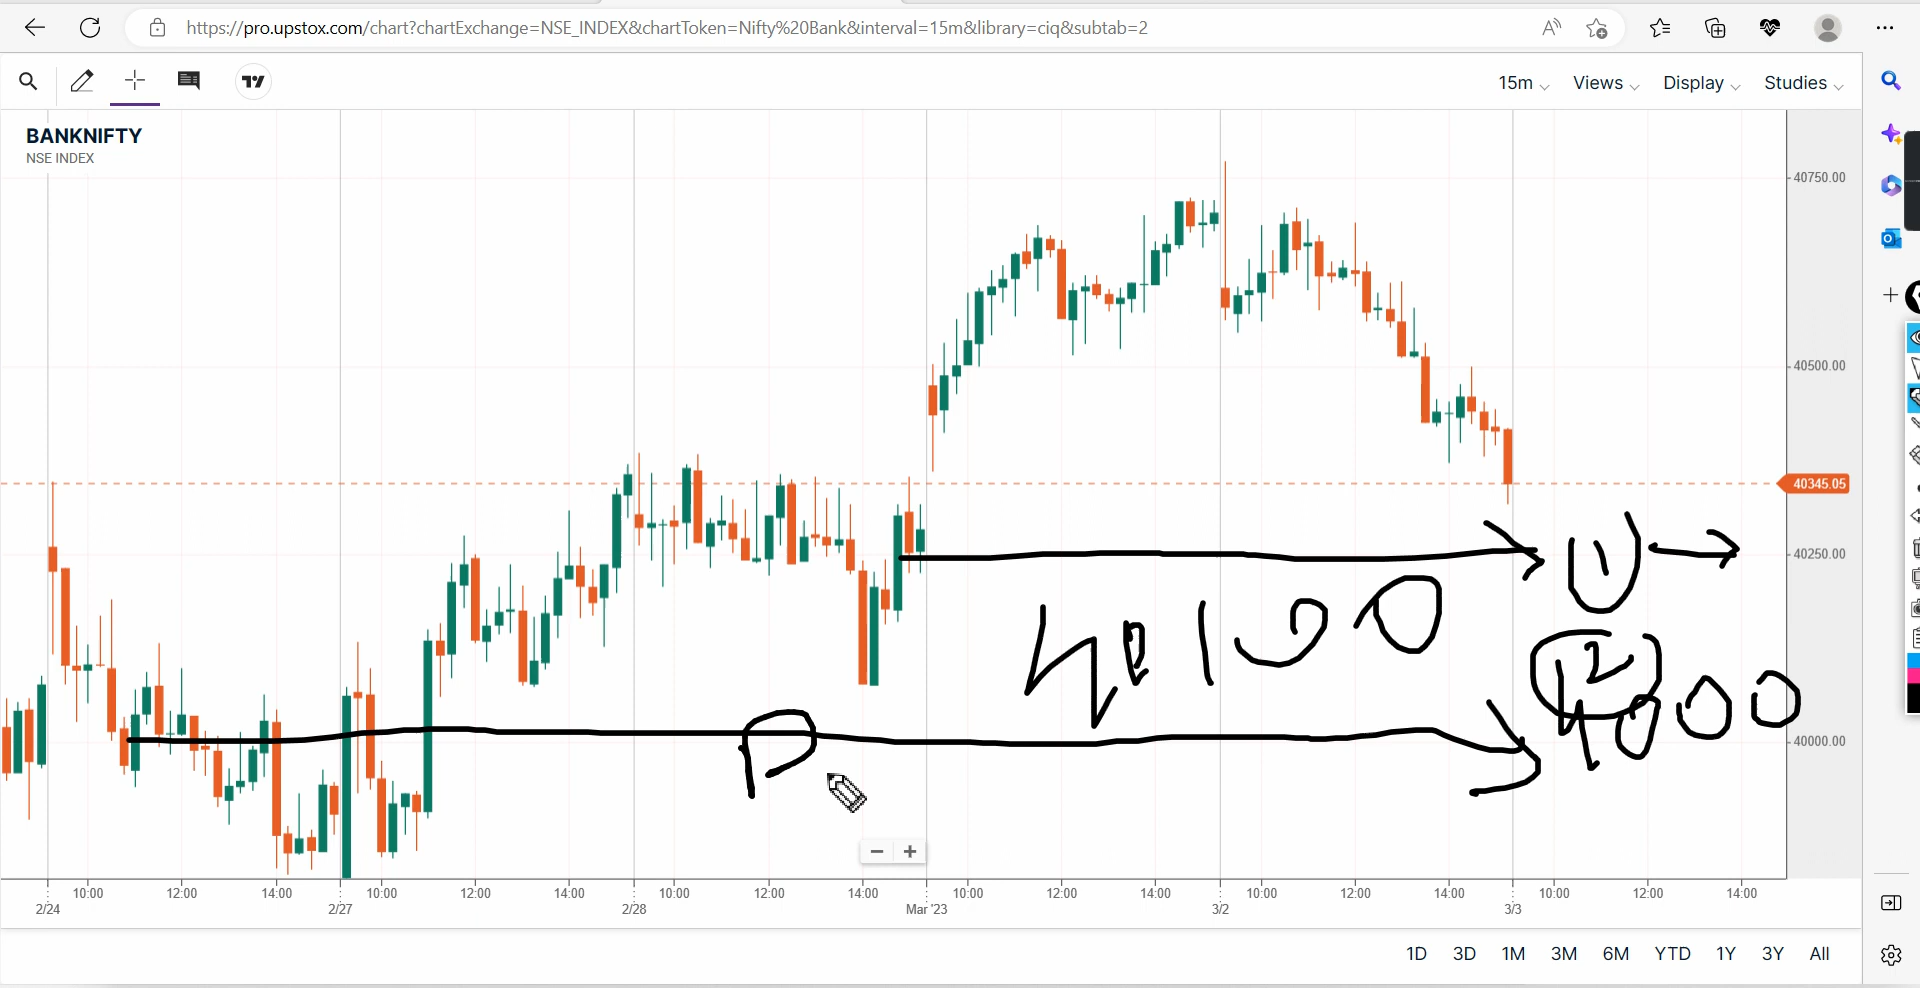 https://pro.upstox.com/chart?chartExchange=NSE_INDEX&chartToken=Nifty%20Bank&interval=15m&library=ciq&subtab=2
15m Views Display Studies
BANKNIFTY
NSE INDEX
40750.00
40500.00
40345.05
40250.00
1
40100
2
40000
P
40000.00
10:00 12:00 14:00 10:00 12:00 14:00 10:00 12:00 14:00 10:00 12:00 14:00 10:00 12:00 14:00 10:00 12:00 14:00
2/24 2/27 2/28 Mar '23 3/2 3/3
1D 3D 1M 3M 6M YTD 1Y 3Y All